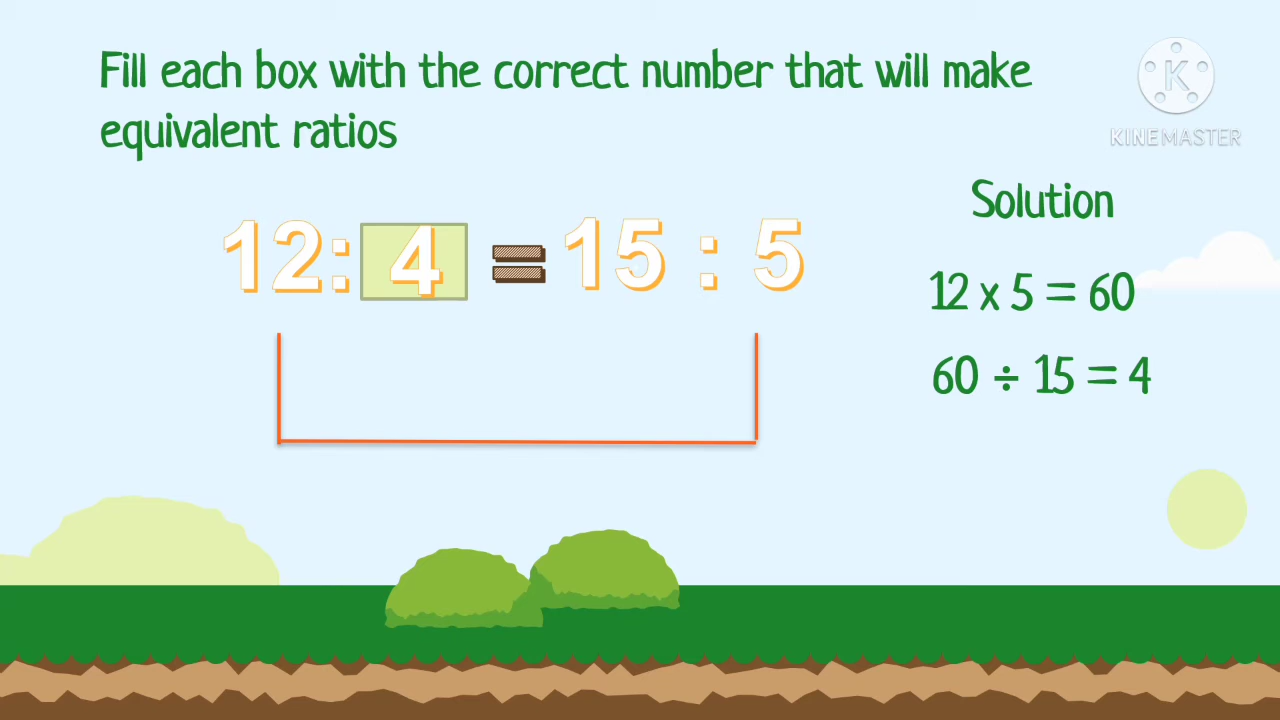 Fill each box with the correct number that will make
equivalent ratios
K
KINEMASTER
12: 4 = 15 : 5
Solution
12 x 5 = 60
60 ÷ 15 = 4